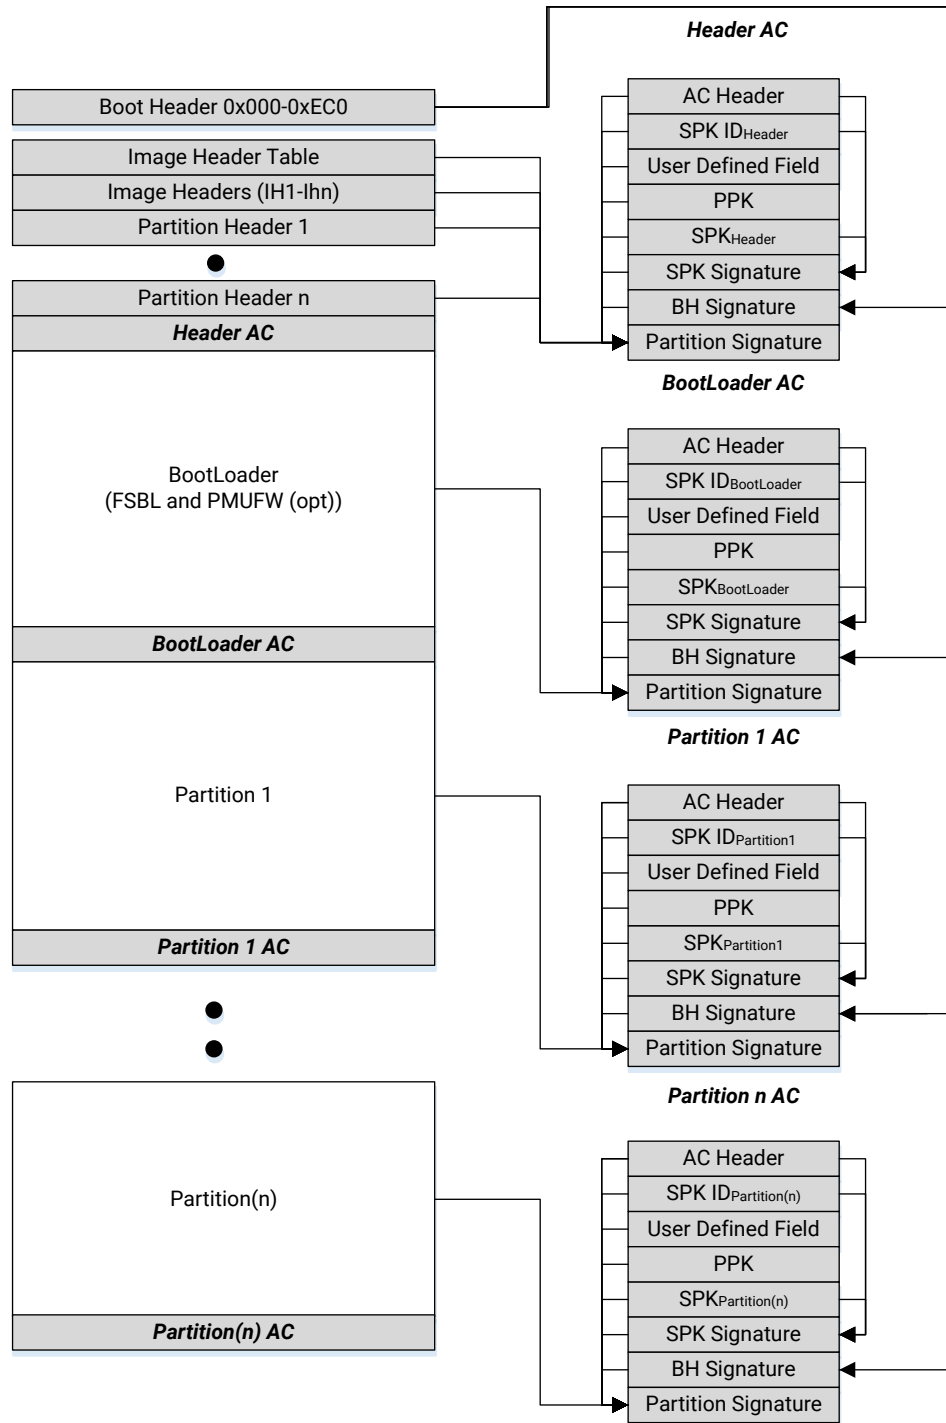 Boot Header 0x000-0xEC0
Image Header Table
Image Headers (IH1-Ihn)
Partition Header 1
Partition Header n
Header AC
BootLoader
(FSBL and PMUFW (opt))
BootLoader AC
Partition 1
Partition 1 AC
Partition(n)
Partition(n) AC
Header AC
AC Header
SPK IDHeader
User Defined Field
PPK
SPKHeader
SPK Signature
BH Signature
Partition Signature
BootLoader AC
AC Header
SPK IDBootLoader
User Defined Field
PPK
SPKBootLoader
SPK Signature
BH Signature
Partition Signature
Partition 1 AC
AC Header
SPK IDPartition1
User Defined Field
PPK
SPKPartition1
SPK Signature
BH Signature
Partition Signature
Partition n AC
AC Header
SPK IDPartition(n)
User Defined Field
PPK
SPKPartition(n)
SPK Signature
BH Signature
Partition Signature